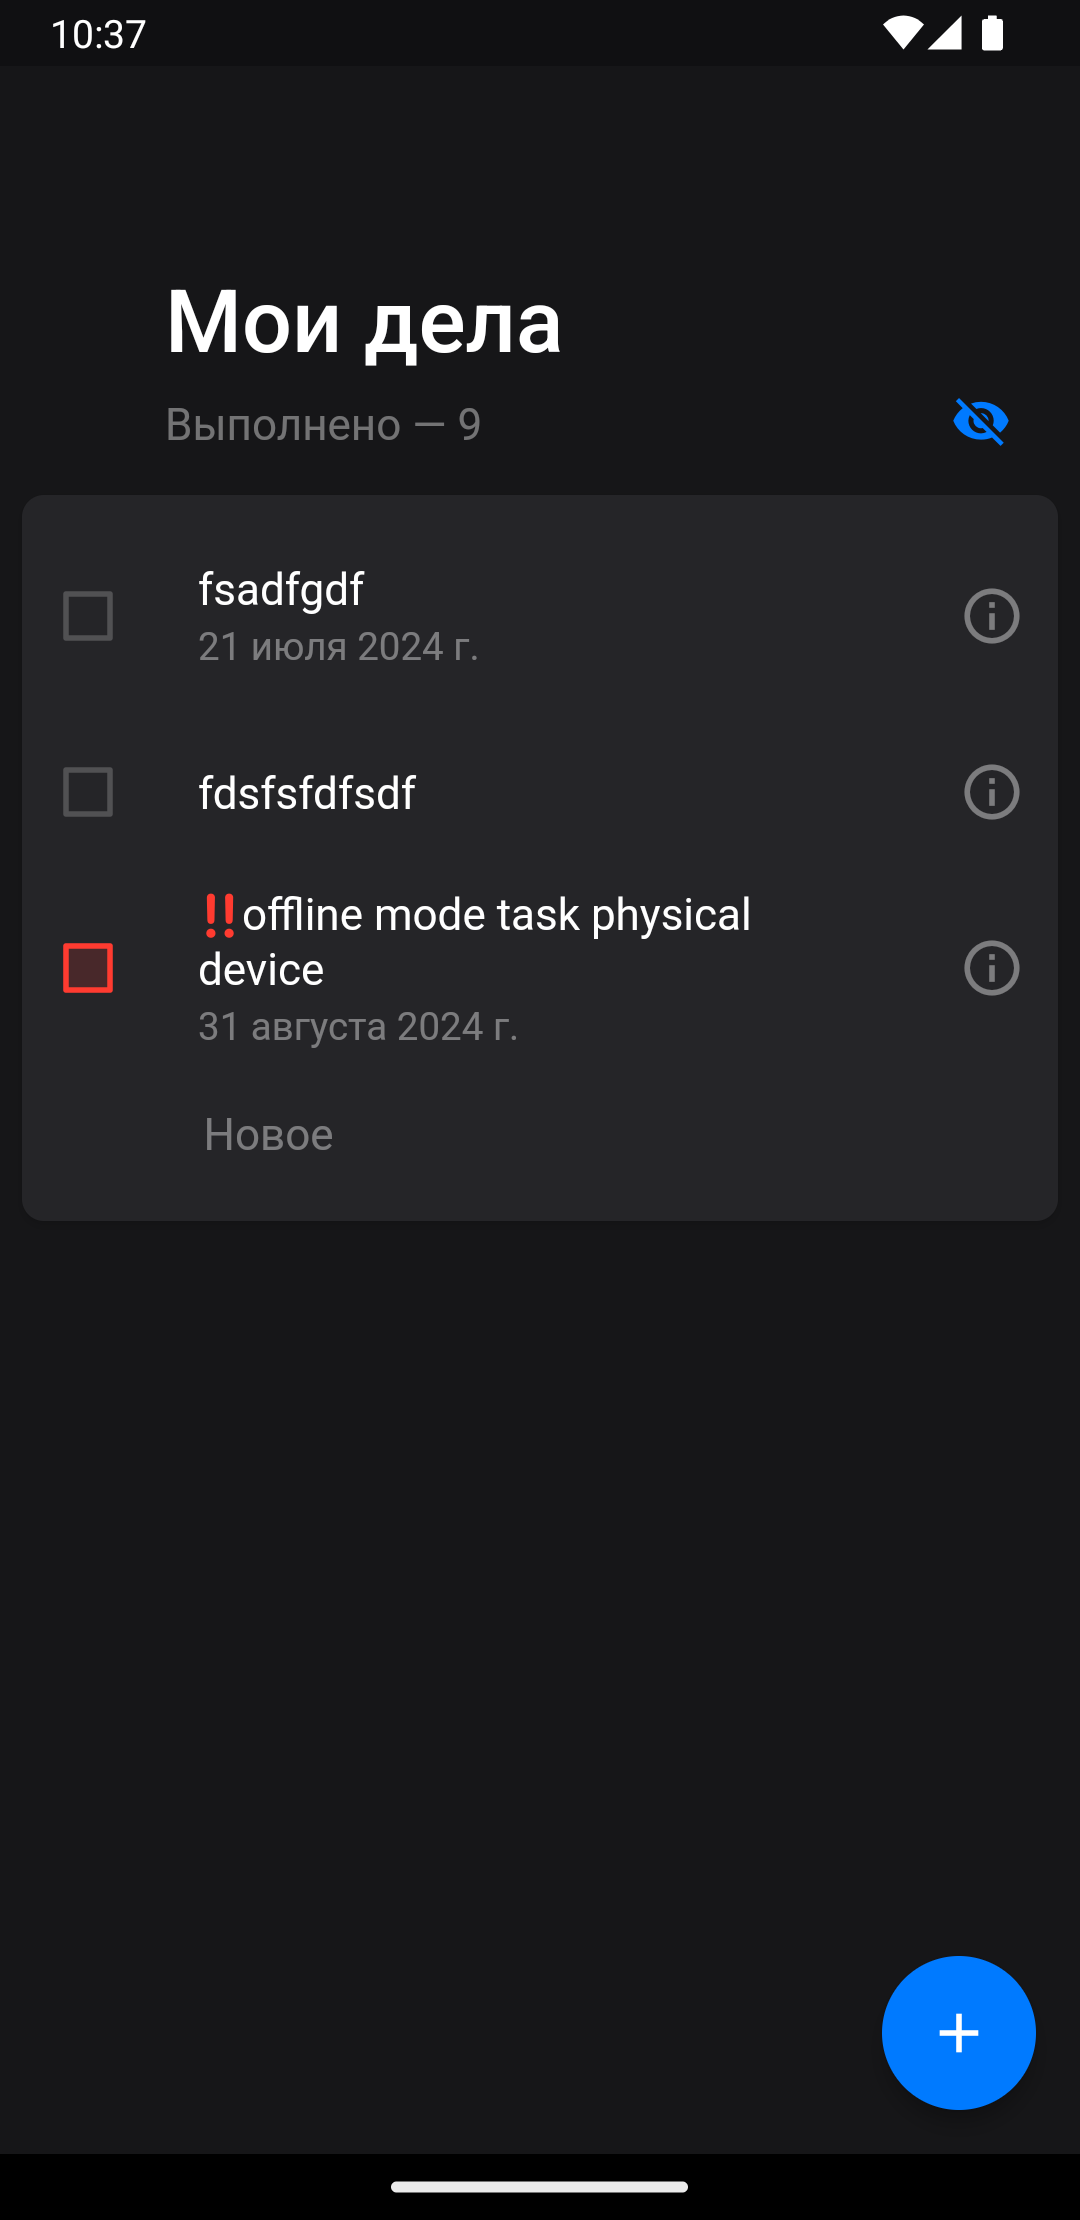 10:37
Мои дела
Выполнено — 9
fsadfgdf
21 июля 2024 г.
fdsfsfdfsdf
‼offline mode task physical
device
31 августа 2024 г.
Новое